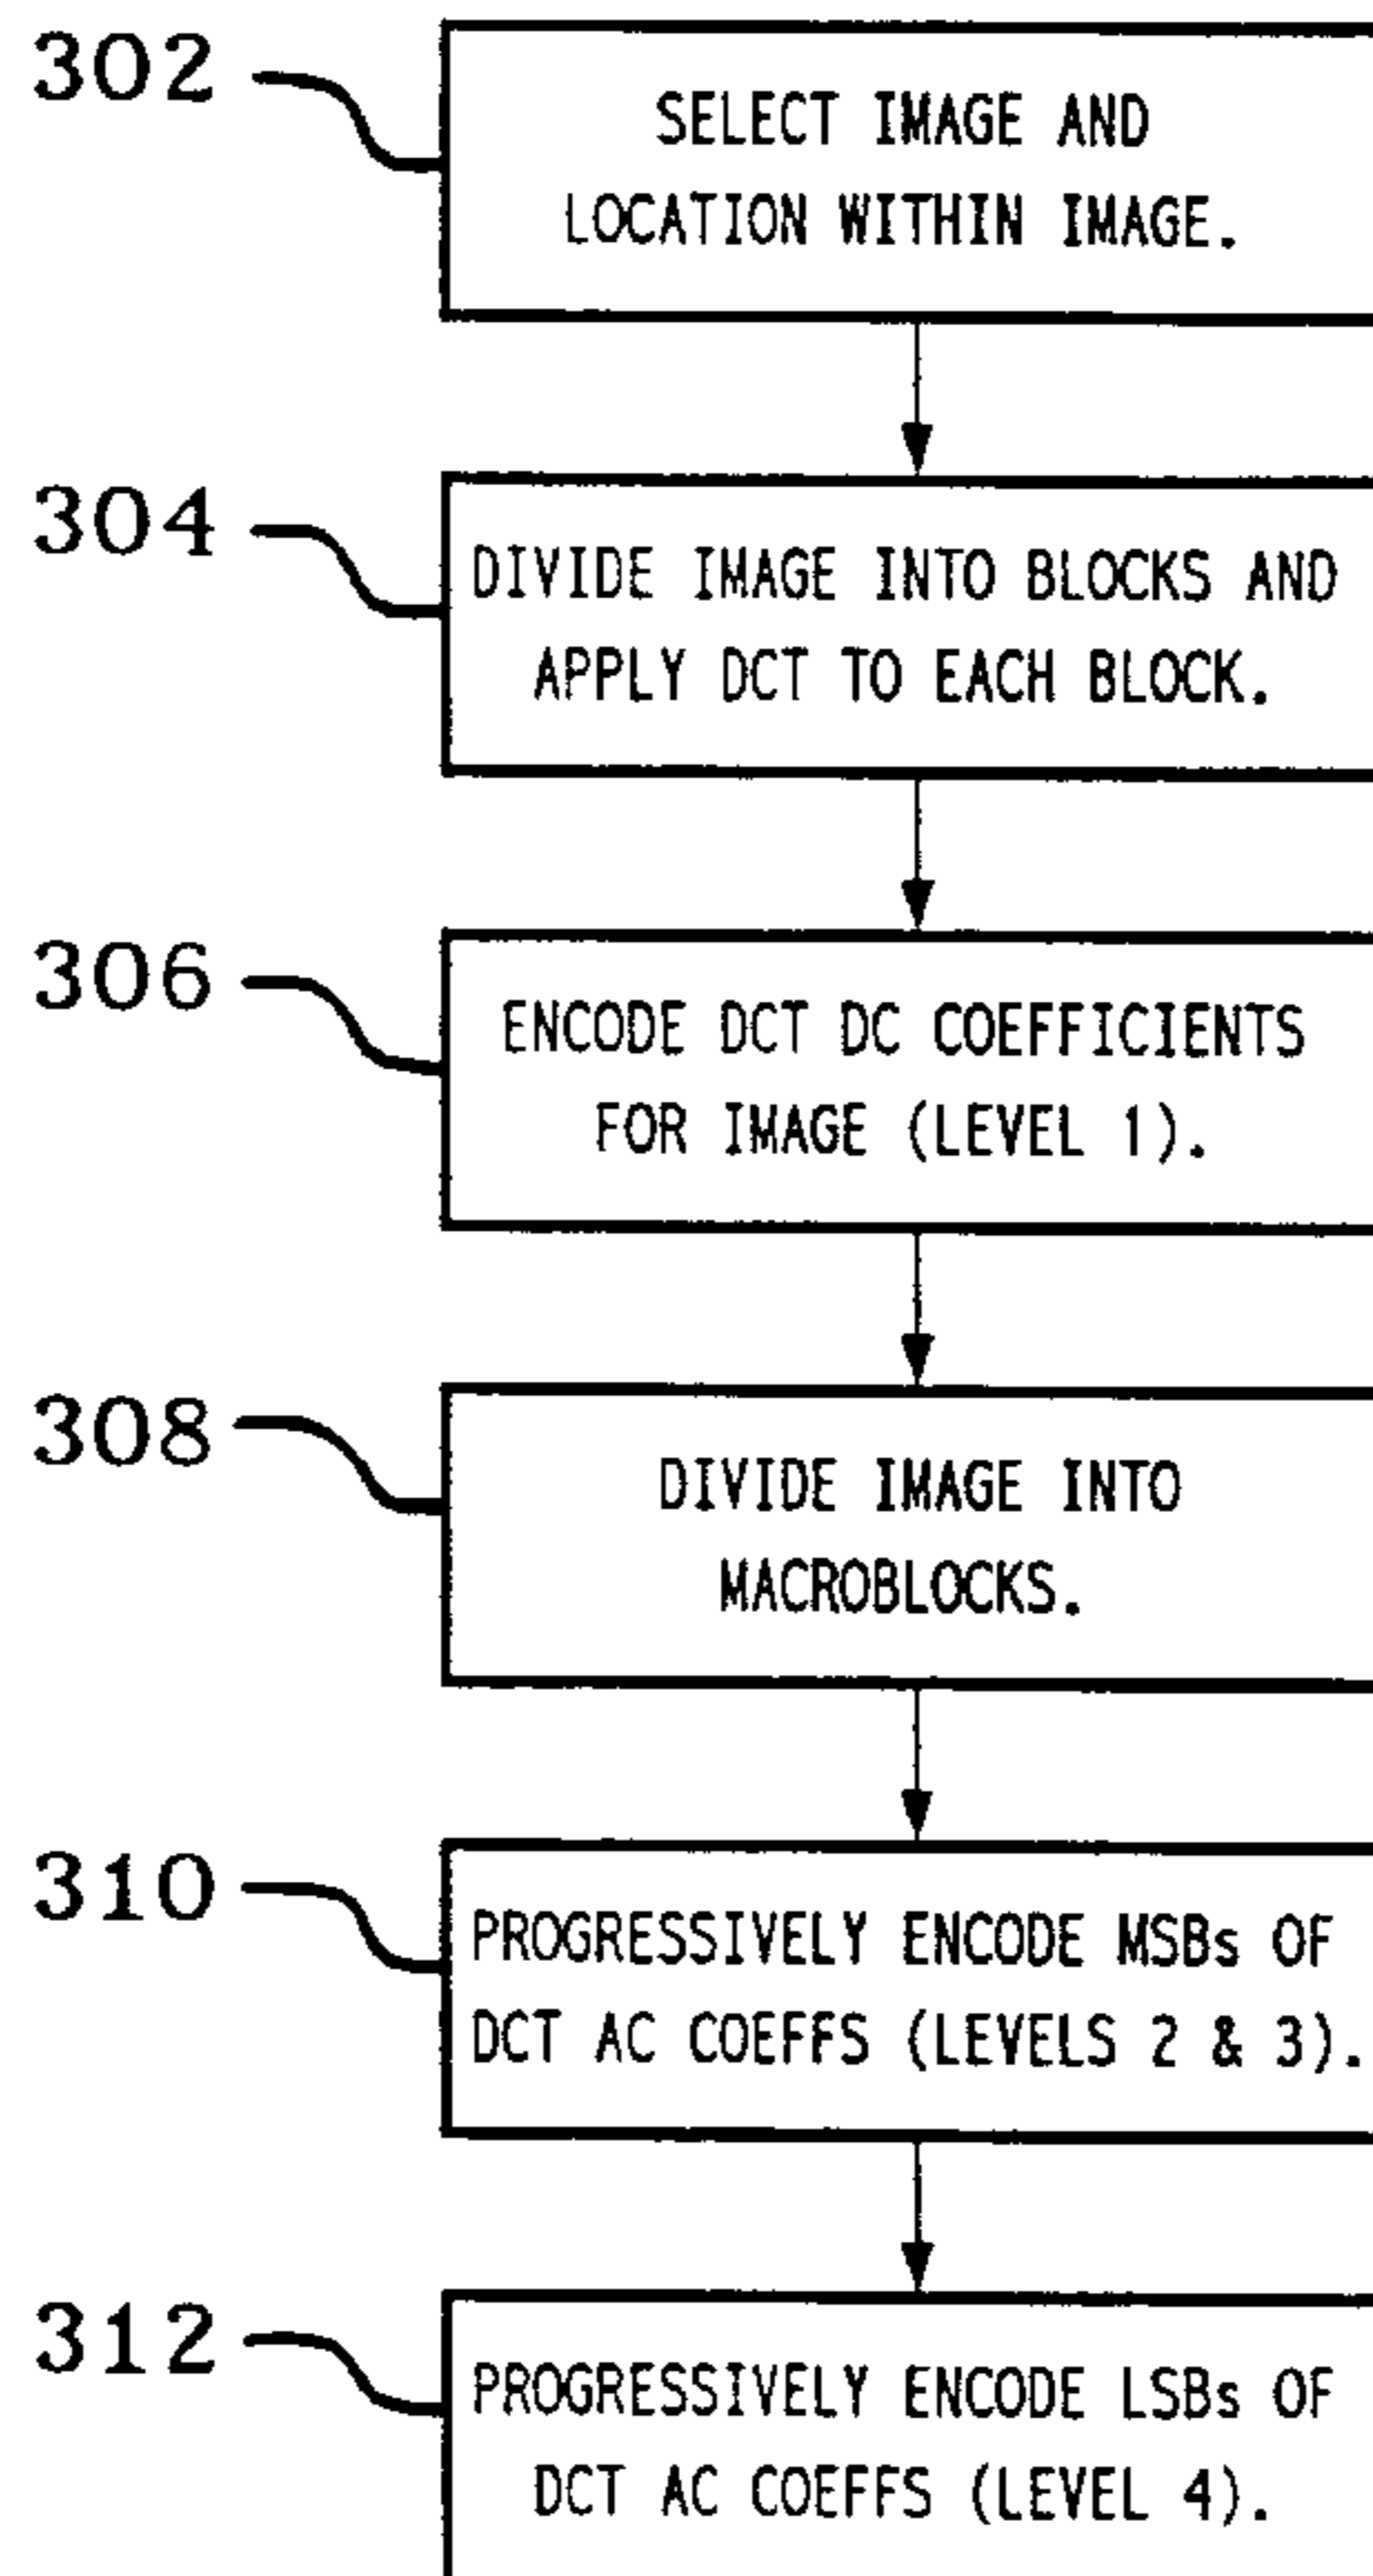 302
SELECT IMAGE AND
LOCATION WITHIN IMAGE.
304
DIVIDE IMAGE INTO BLOCKS AND
APPLY DCT TO EACH BLOCK.
306
ENCODE DCT DC COEFFICIENTS
FOR IMAGE (LEVEL 1).
308
DIVIDE IMAGE INTO
MACROBLOCKS.
310
PROGRESSIVELY ENCODE MSBs OF
DCT AC COEFFS (LEVELS 2 & 3).
312
PROGRESSIVELY ENCODE LSBs OF
DCT AC COEFFS (LEVEL 4).